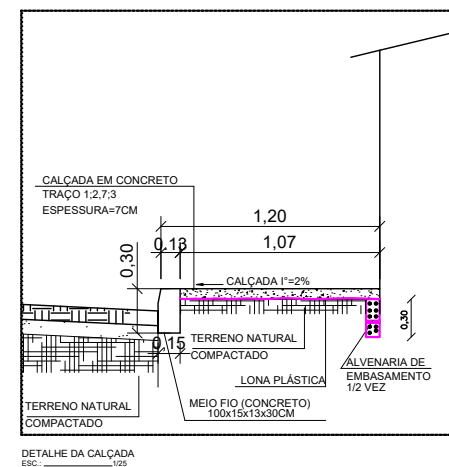 CALÇADA EM CONCRETO
TRAÇO 1;2,7;3
ESPESSURA=7CM
1,20
0,13
1,07
0,30
CALÇADA I°=2%
0,30
0,15
TERRENO NATURAL
COMPACTADO
ALVENARIA DE
EMBASAMENTO
1/2 VEZ
LONA PLÁSTICA
MEIO FIO (CONCRETO)
100x15x13x30CM
TERRENO NATURAL
COMPACTADO
DETALHE DA CALÇADA
ESC.: 1/25